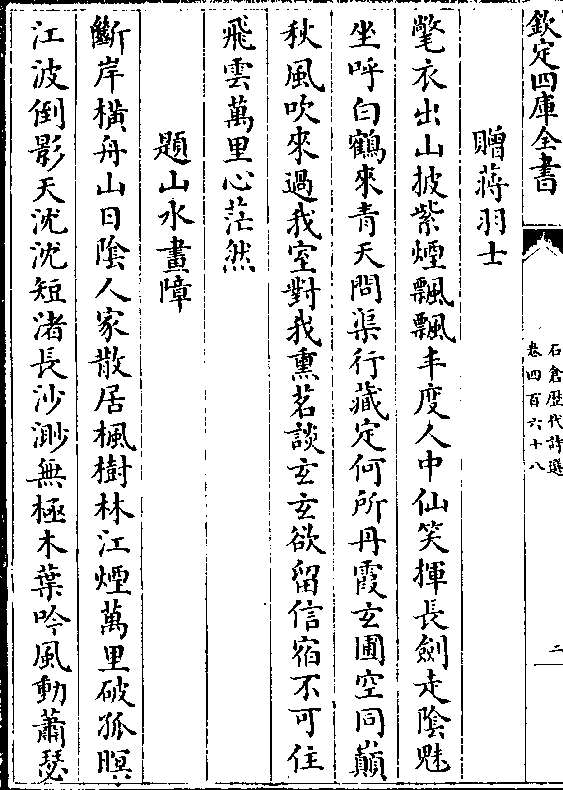 欽定四庫全書
石倉歷代詩選
卷四百六十八
二
贈蔣羽士
氅衣出山披紫煙飄飄丰度人中仙笑揮長劍走陰魅
坐呼白鶴來青天問渠行藏定何所丹霞玄圃空同巔
秋風吹來過我室對我熏茗談玄玄欲留信宿不可住
飛雲萬里心茫然
題山水畫障
斷岸橫舟山日陰人家散居楓樹林江煙萬里破孤暝
江波倒影天沈沈短渚長沙渺無極木葉吟風動蕭瑟